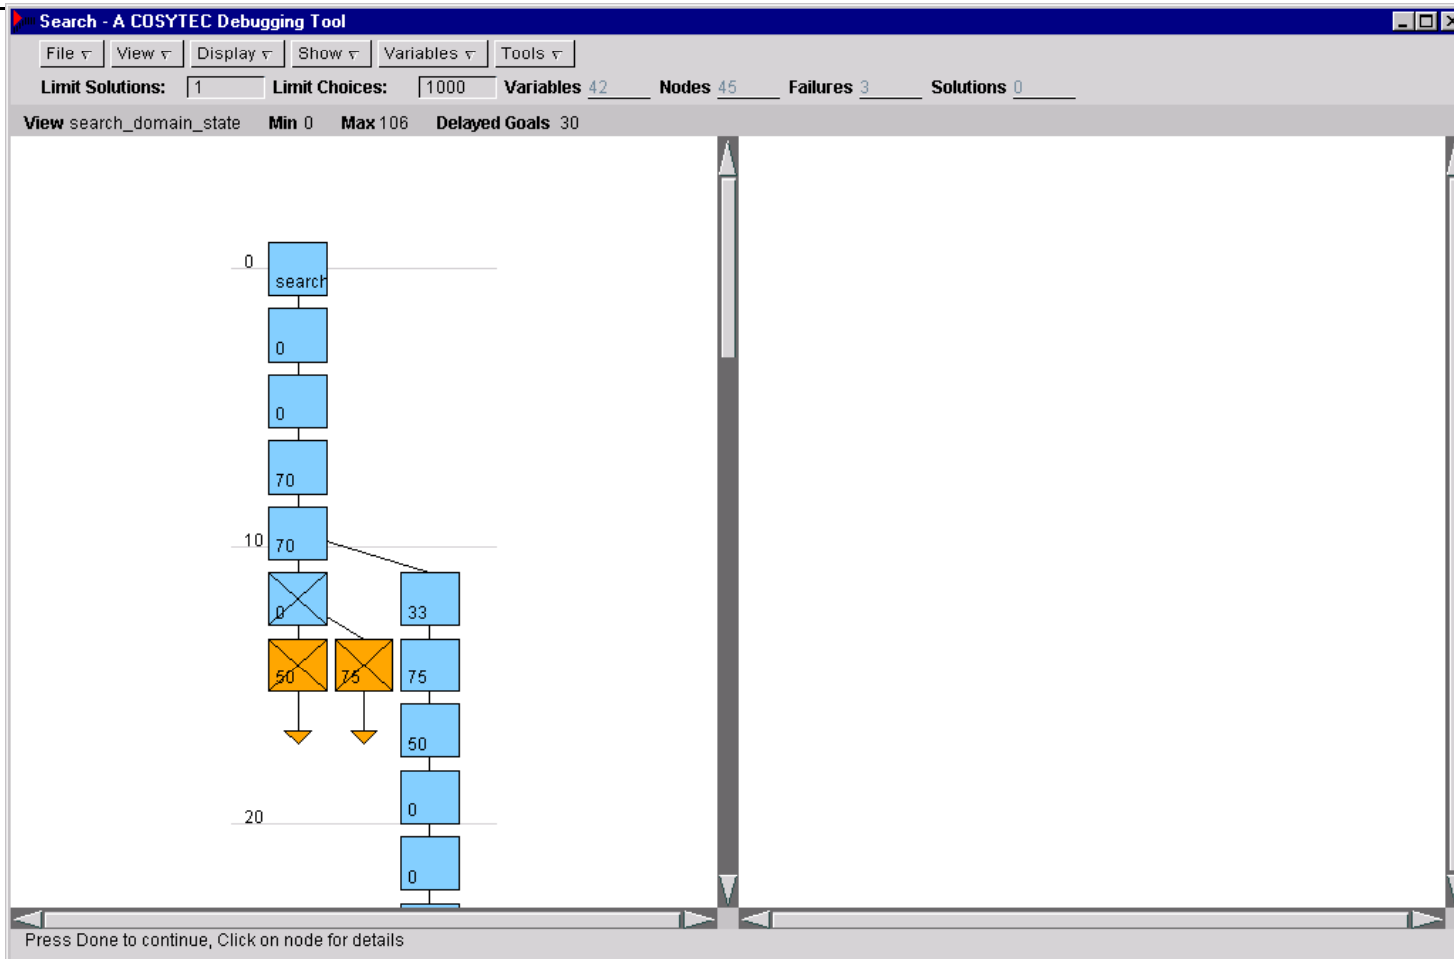 Search - A COSYTEC Debugging Tool
File View Display Show Variables Tools
Limit Solutions: 1 Limit Choices: 1000 Variables 42 Nodes 45 Failures 3 Solutions 0
View search_domain_state Min 0 Max 106 Delayed Goals 30
0
search
0
0
70
10 70
0 33
50 75 75
50
20 0
0
Press Done to continue, Click on node for details